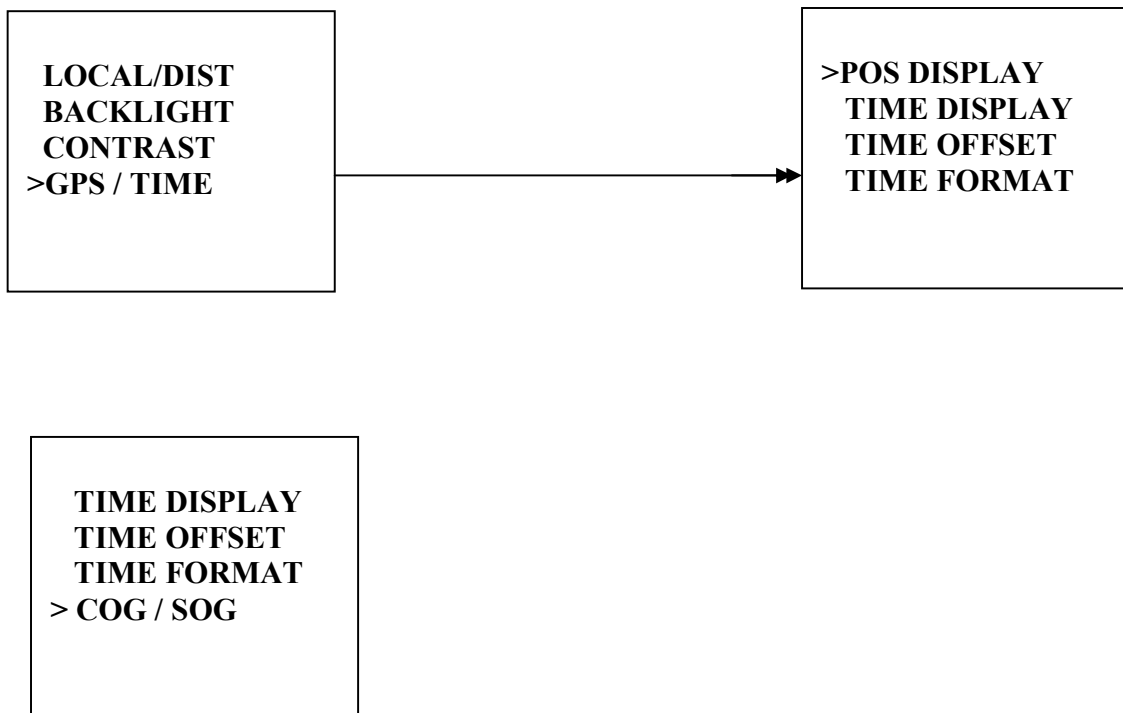 LOCAL/DIST
BACKLIGHT
CONTRAST
>GPS / TIME
>POS DISPLAY
TIME DISPLAY
TIME OFFSET
TIME FORMAT
TIME DISPLAY
TIME OFFSET
TIME FORMAT
> COG / SOG